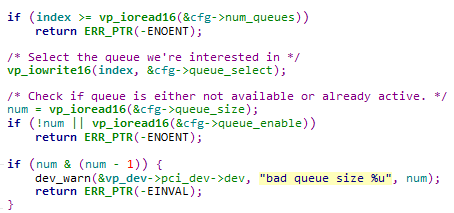 if (index >= vp_ioread16(&cfg->num_queues))
return ERR_PTR(-ENOENT);
/* Select the queue we're interested in */
vp_iowrite16(index, &cfg->queue_select);
/* Check if queue is either not available or already active. */
num = vp_ioread16(&cfg->queue_size);
if (!num || vp_ioread16(&cfg->queue_enable))
return ERR_PTR(-ENOENT);
if (num & (num - 1)) {
dev_warn(&vp_dev->pci_dev->dev, "bad queue size %u", num);
return ERR_PTR(-EINVAL);
}